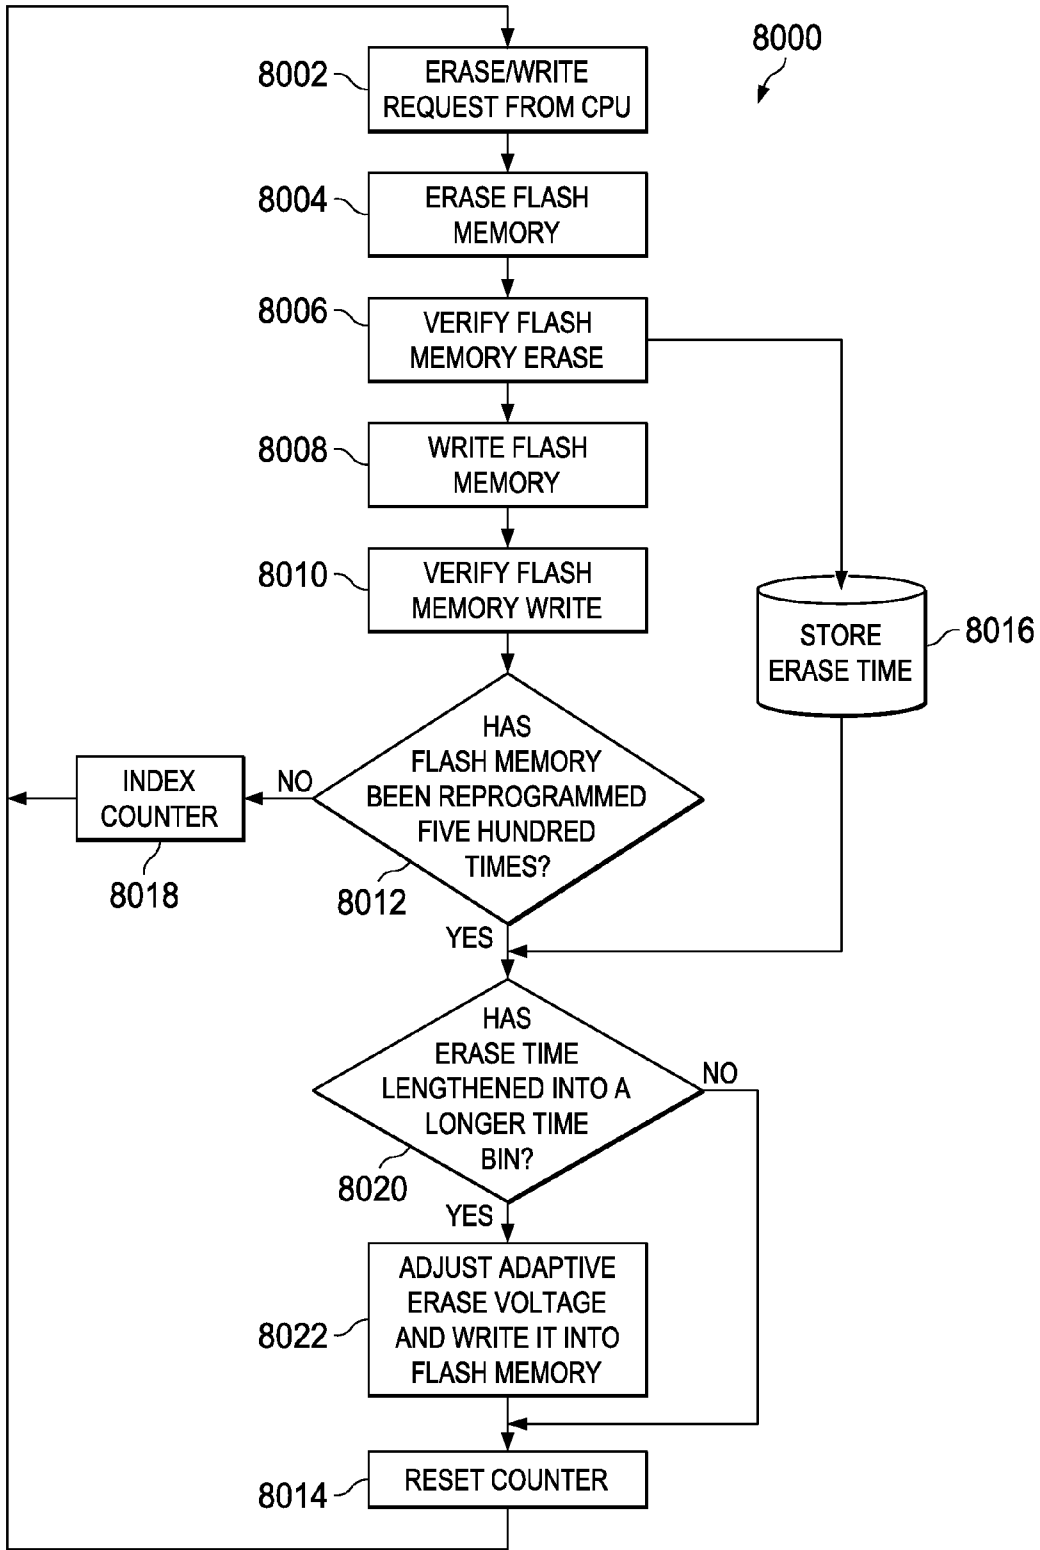 8000
8002
ERASE/WRITE
REQUEST FROM CPU
8004
ERASE FLASH
MEMORY
8006
VERIFY FLASH
MEMORY ERASE
8008
WRITE FLASH
MEMORY
8010
VERIFY FLASH
MEMORY WRITE
STORE
ERASE TIME
8016
HAS
FLASH MEMORY
BEEN REPROGRAMMED
FIVE HUNDRED
TIMES?
8012
NO
INDEX
COUNTER
8018
YES
HAS
ERASE TIME
LENGTHENED INTO A
LONGER TIME
BIN?
8020
NO
YES
8022
ADJUST ADAPTIVE
ERASE VOLTAGE
AND WRITE IT INTO
FLASH MEMORY
8014
RESET COUNTER